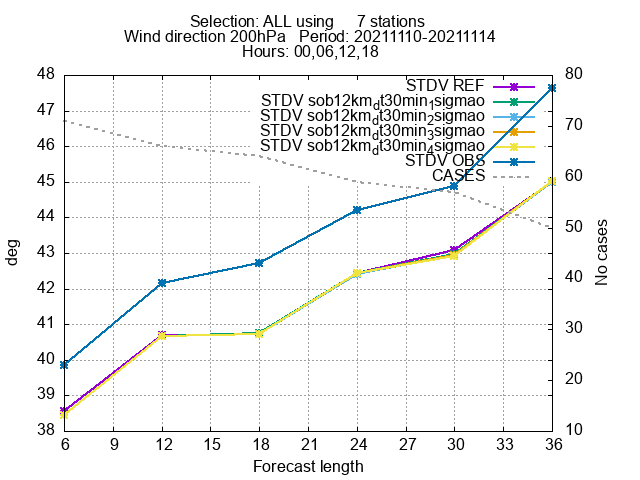 Selection: ALL using 7 stations
Wind direction 200hPa Period: 20211110-20211114
Hours: 00,06,12,18
STDV REF
STDV sob12km_dt30min_1sigmao
STDV sob12km_dt30min_2sigmao
STDV sob12km_dt30min_3sigmao
STDV sob12km_dt30min_4sigmao
STDV OBS
CASES
48
47
46
45
44
43
42
41
40
39
38
deg
80
70
60
50
40
30
20
10
No cases
6 9 12 15 18 21 24 27 30 33 36
Forecast length